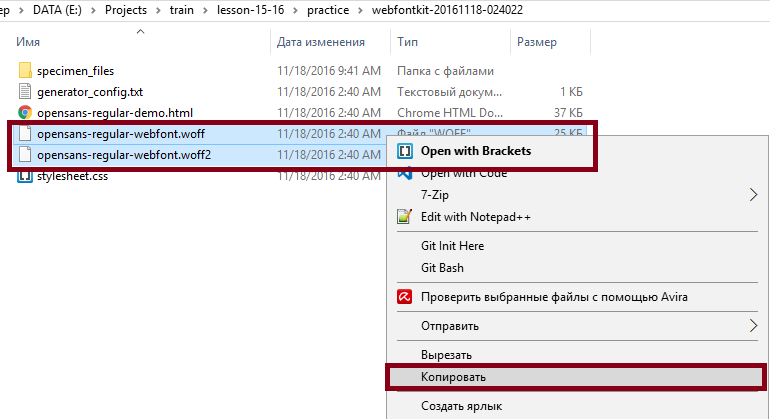 ер > DATA (E:) > Projects > train > lesson-15-16 > practice > webfontkit-20161118-024022
Имя Дата изменения Тип Размер
specimen_files 11/18/2016 9:41 AM Папка с файлами
generator_config.txt 11/18/2016 2:40 AM Текстовый докум... 1 КБ
opensans-regular-demo.html 11/18/2016 2:40 AM Chrome HTML Do... 37 КБ
opensans-regular-webfont.woff 11/18/2016 2:40 AM Файл "WOFF" 25 КБ
opensans-regular-webfont.woff2 11/18/2016 2:40 AM
stylesheet.css 11/18/2016 2:40 AM
Open with Brackets
Open with Code
7-Zip
Edit with Notepad++
Git Init Here
Git Bash
Проверить выбранные файлы с помощью Avira
Отправить
Вырезать
Копировать
Создать ярлык